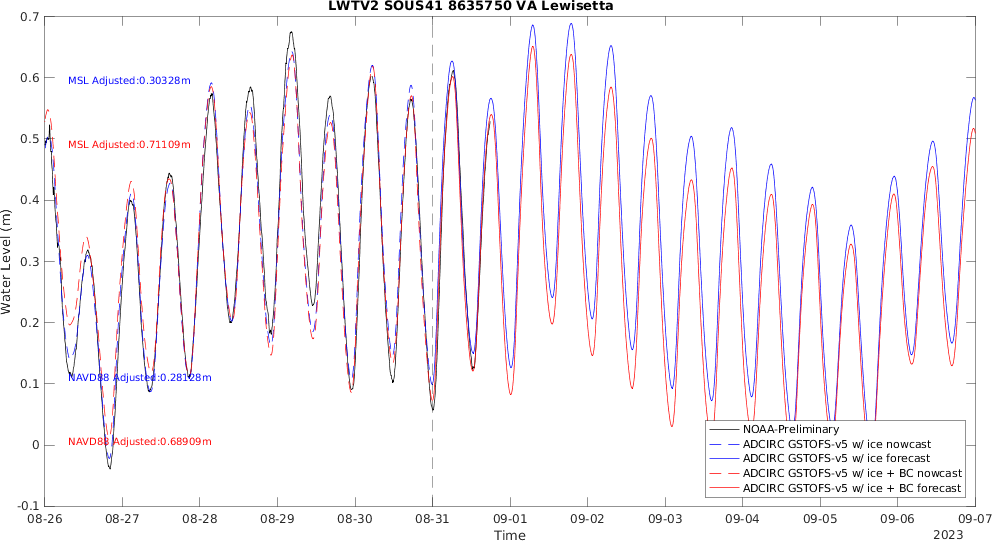 LWTV2 SOUS41 8635750 VA Lewisetta
0.7
0.6
0.5
0.4
0.3
0.2
0.1
0
-0.1
Water Level (m)
MSL Adjusted:0.30328m
MSL Adjusted:0.71109m
NAVD88 Adjusted:0.28128m
NAVD88 Adjusted:0.68909m
NOAA-Preliminary
ADCIRC GSTOFS-v5 w/ ice nowcast
ADCIRC GSTOFS-v5 w/ ice forecast
ADCIRC GSTOFS-v5 w/ ice + BC nowcast
ADCIRC GSTOFS-v5 w/ ice + BC forecast
08-26 08-27 08-28 08-29 08-30 08-31 09-01 09-02 09-03 09-04 09-05 09-06 09-07
Time
2023